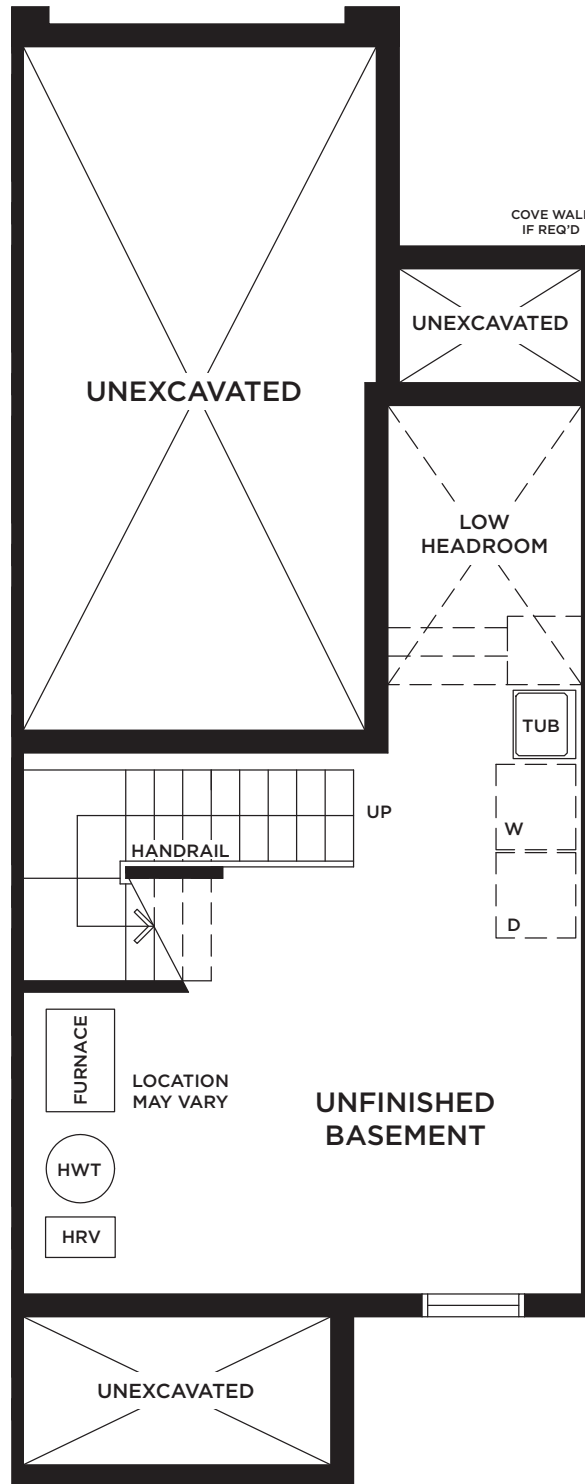 COVE WALL
IF REQ'D
UNEXCAVATED
UNEXCAVATED
LOW
HEADROOM
TUB
UP
W
HANDRAIL
D
FURNACE
LOCATION
MAY VARY
UNFINISHED
BASEMENT
HWT
HRV
UNEXCAVATED